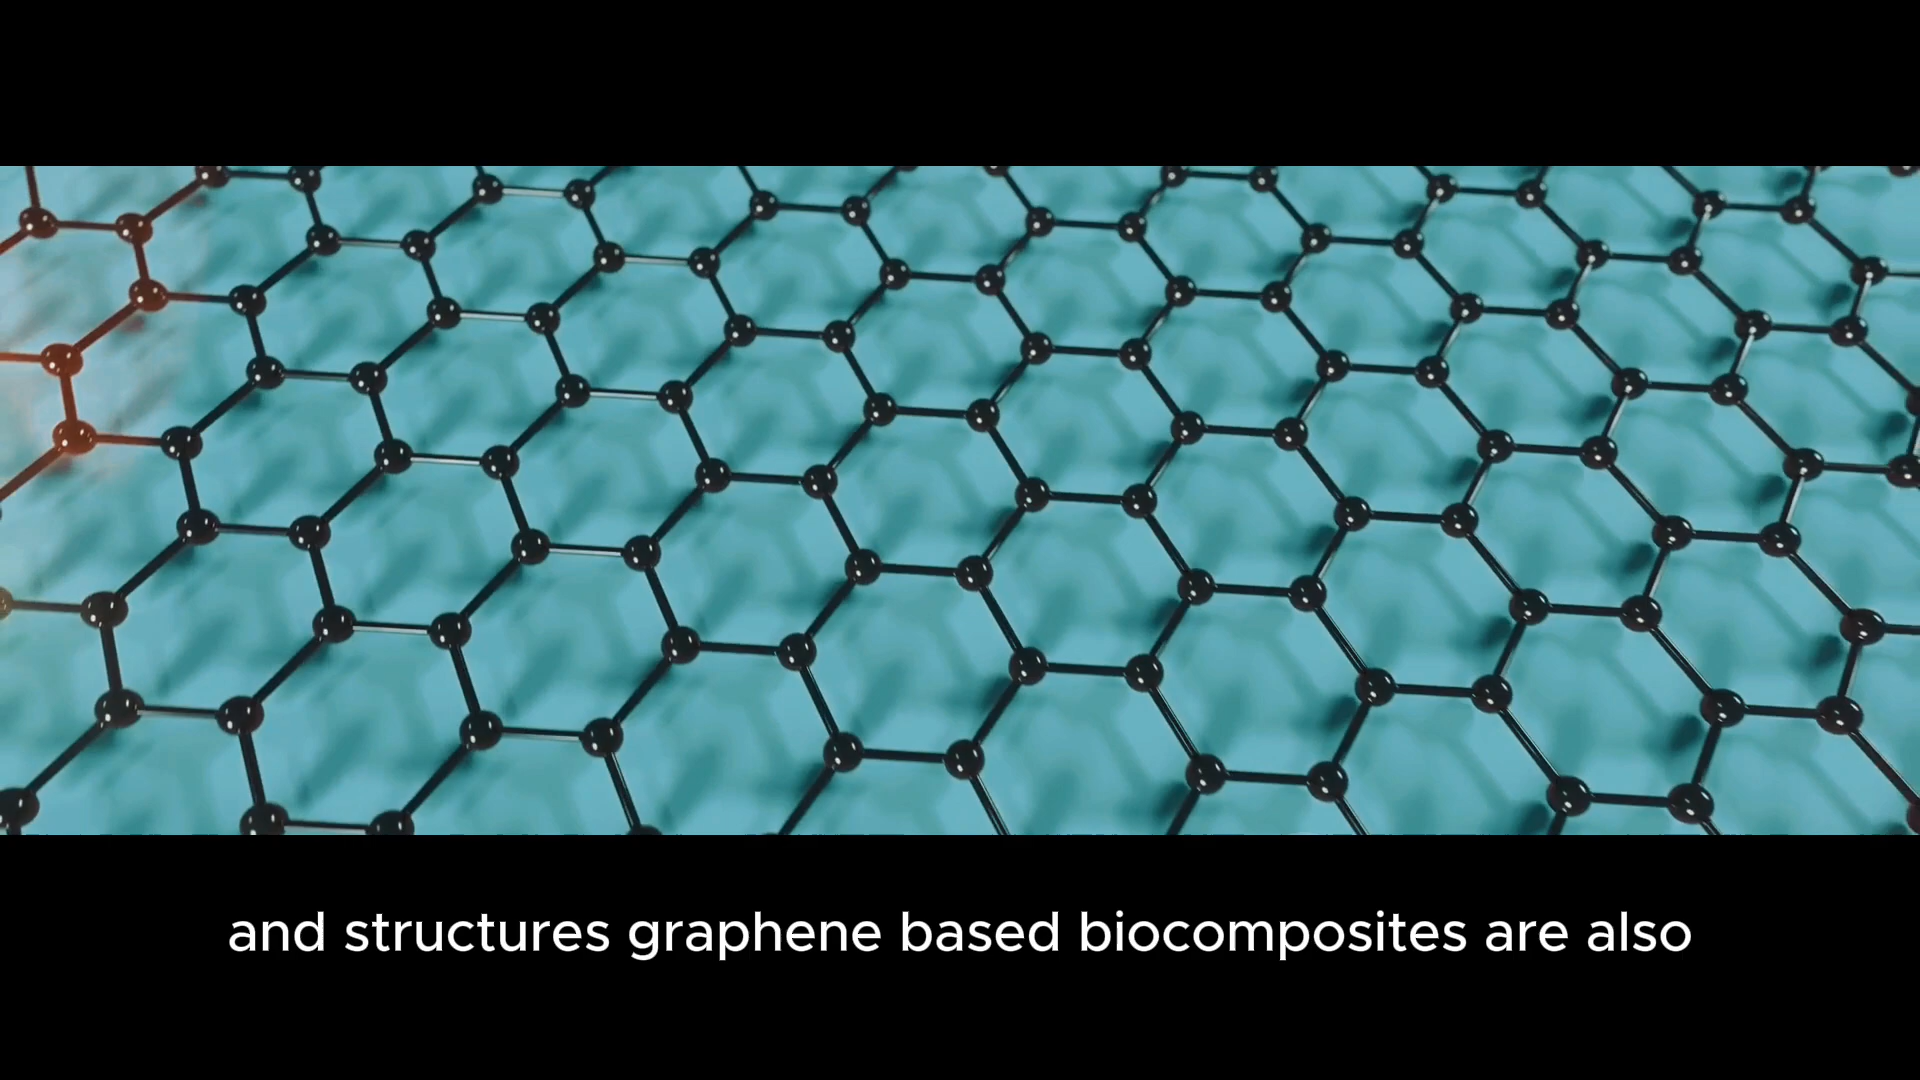 and structures graphene based biocomposites are also